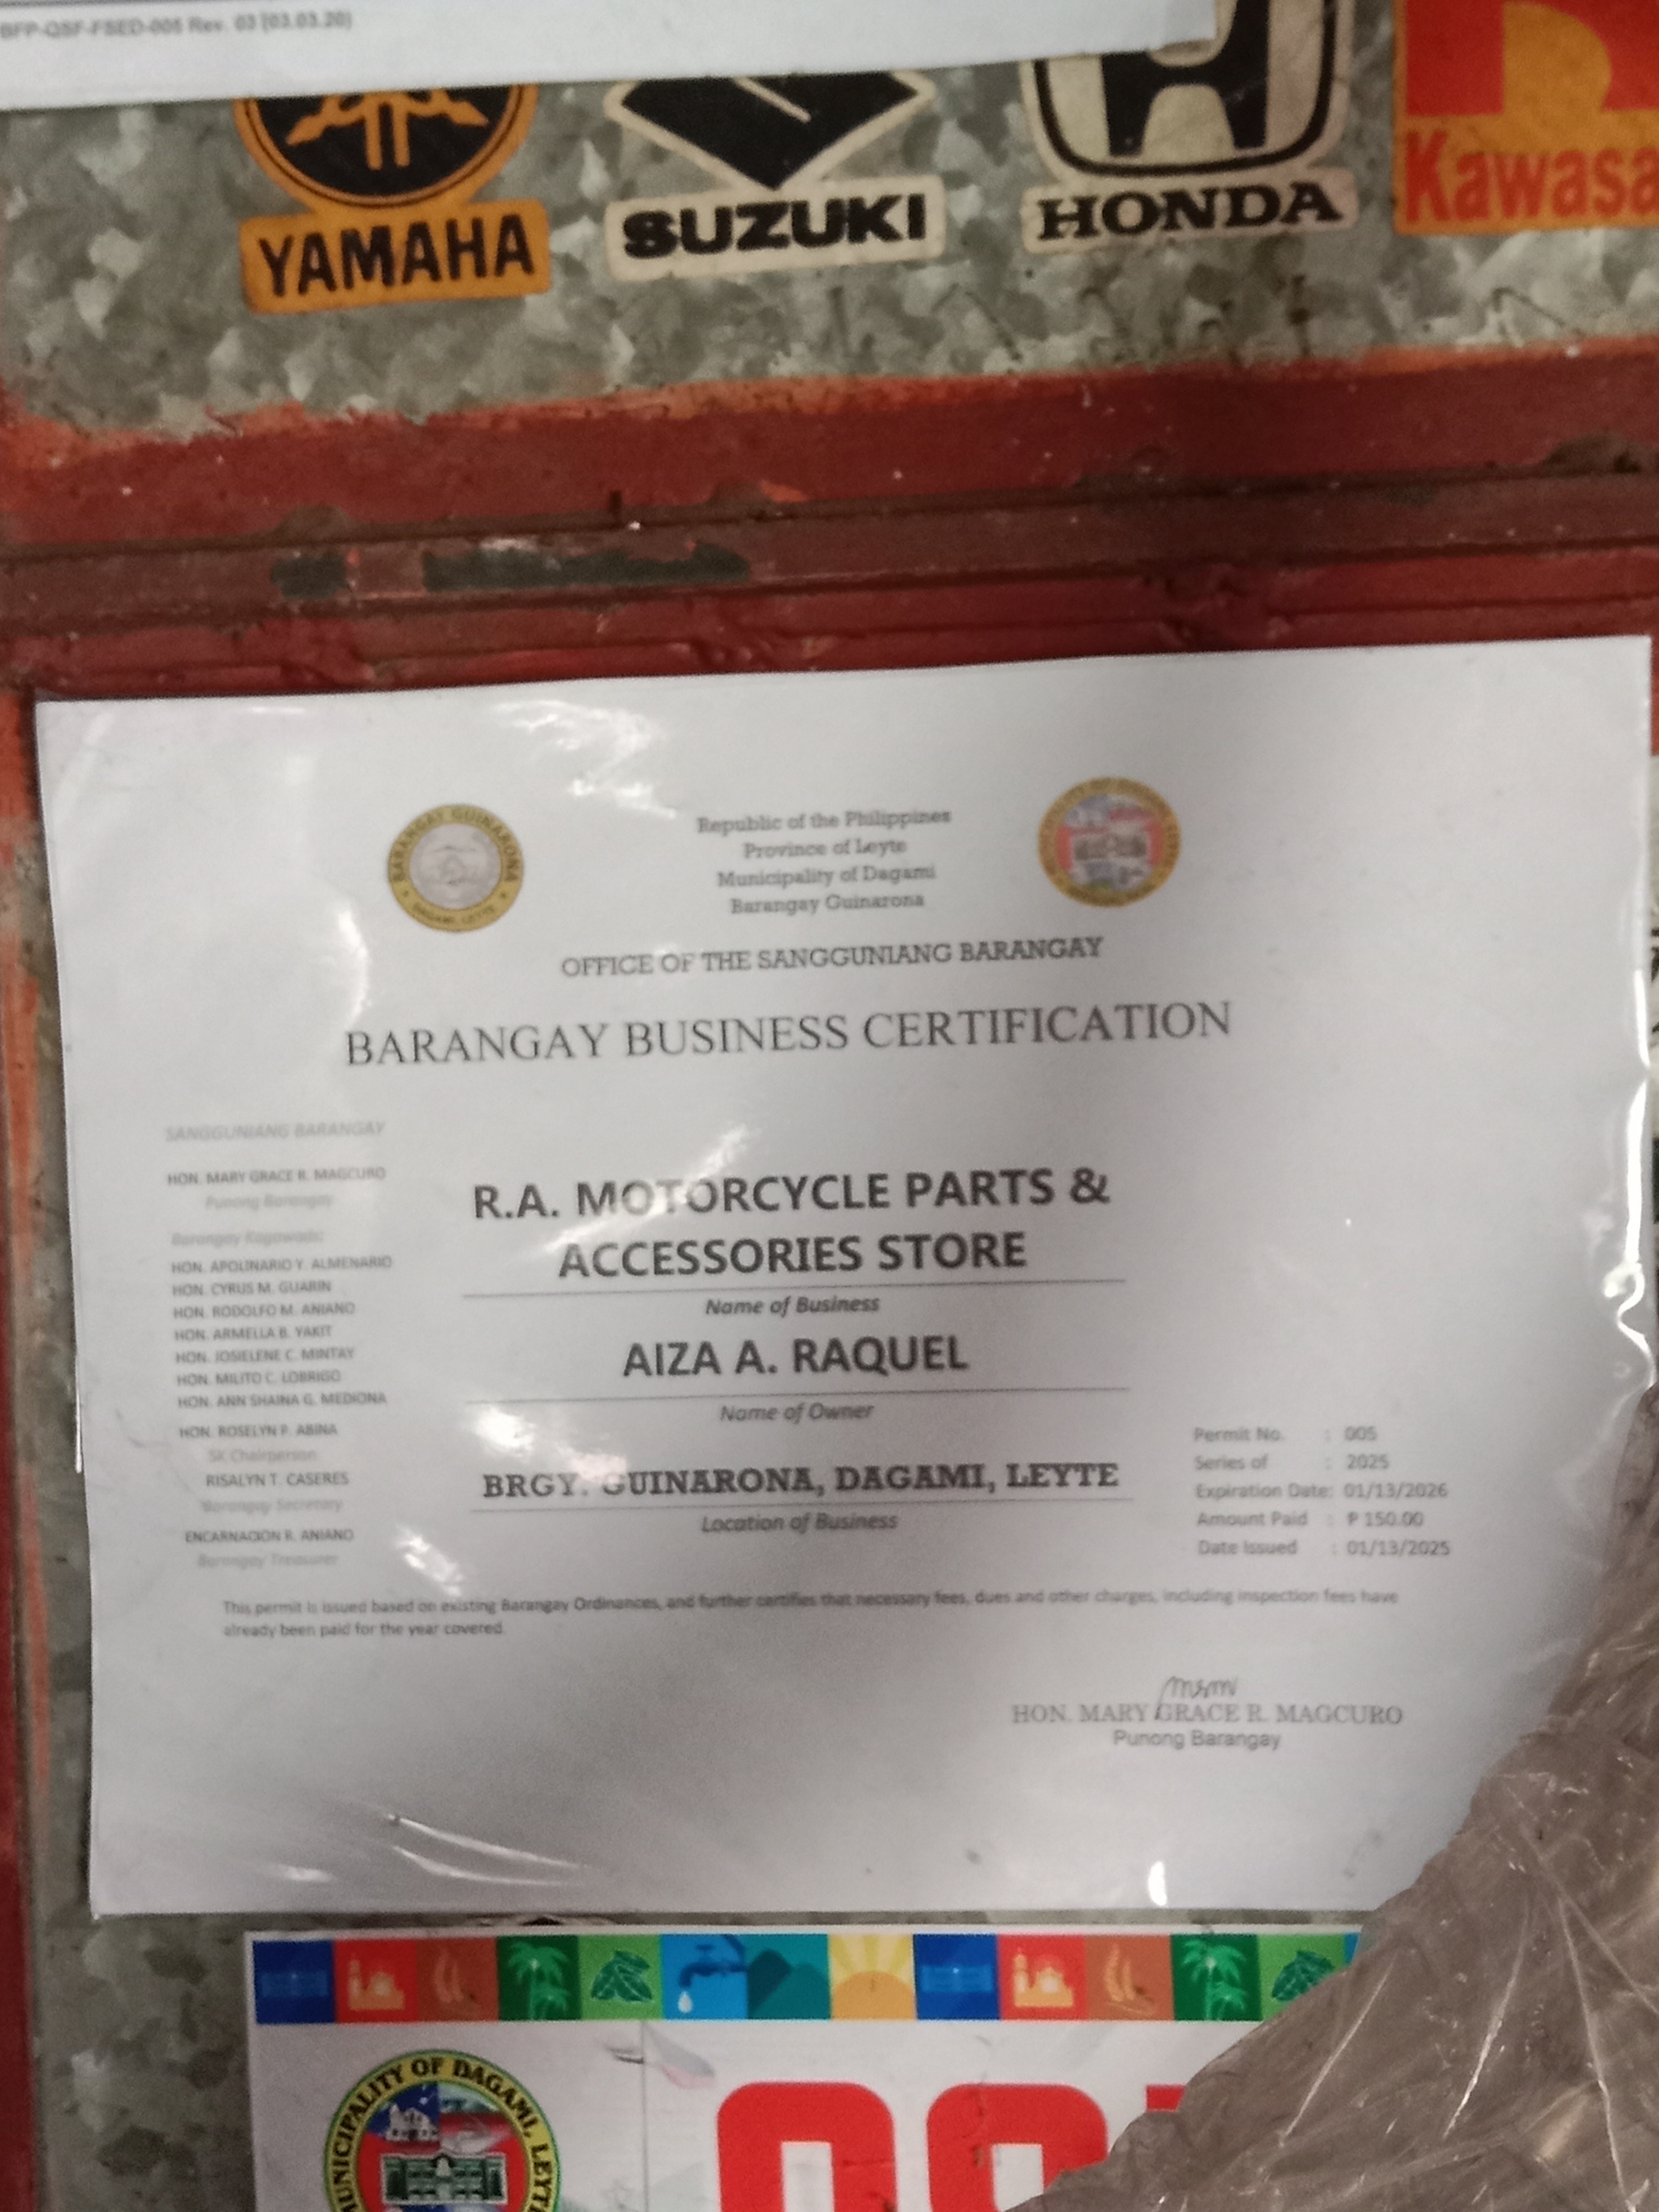 BFP-QSF-FSED-005 Rev. 03 (03.03.20)
YAMAHA
SUZUKI
HONDA
Kawasa
BARANGAY GUINARONA
DAGAMI, LEYTE
Republic of the Philippines
Province of Leyte
Municipality of Dagami
Barangay Guinarona
OFFICE OF THE SANGGUNIANG BARANGAY
BARANGAY BUSINESS CERTIFICATION
SANGGUNIANG BARANGAY
HON. MARY GRACE R. MAGCURO
Punong Barangay
Barangay Kagawads:
HON. APOLINARIO Y. ALMENARIO
HON. CYRUS M. GUARIN
HON. RODOLFO M. ANIANO
HON. ARMELLA B. YAKIT
HON. JOSIELENE C. MINTAY
HON. MILITO C. LOBRIGO
HON. ANN SHAINA G. MEDIONA
HON. ROSELYN P. ABINA
SK Chairperson
RISALYN T. CASERES
Barangay Secretary
ENCARNACION R. ANIANO
Barangay Treasurer
R.A. MOTORCYCLE PARTS &
ACCESSORIES STORE
Name of Business
AIZA A. RAQUEL
Name of Owner
BRGY. GUINARONA, DAGAMI, LEYTE
Location of Business
Permit No. : 005
Series of : 2025
Expiration Date: 01/13/2026
Amount Paid : ₱ 150.00
Date Issued : 01/13/2025
This permit is issued based on existing Barangay Ordinances, and further certifies that necessary fees, dues and other charges, including inspection fees have
already been paid for the year covered.
HON. MARY GRACE R. MAGCURO
Punong Barangay
MUNICIPALITY OF DAGAMI, LEYTE